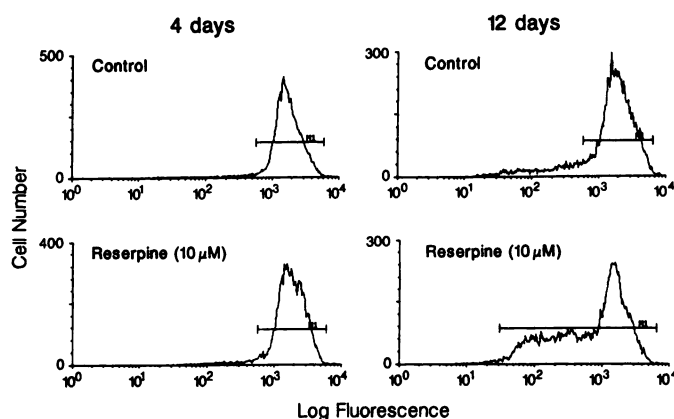 4 days
12 days
500
Control
R1
0
10⁰ 10¹ 10² 10³ 10⁴
300
Control
0
10⁰ 10¹ 10² 10³ 10⁴
Cell Number
400
Reserpine (10 µM)
0
10⁰ 10¹ 10² 10³ 10⁴
300
Reserpine (10 µM)
0
10⁰ 10¹ 10² 10³ 10⁴
Log Fluorescence